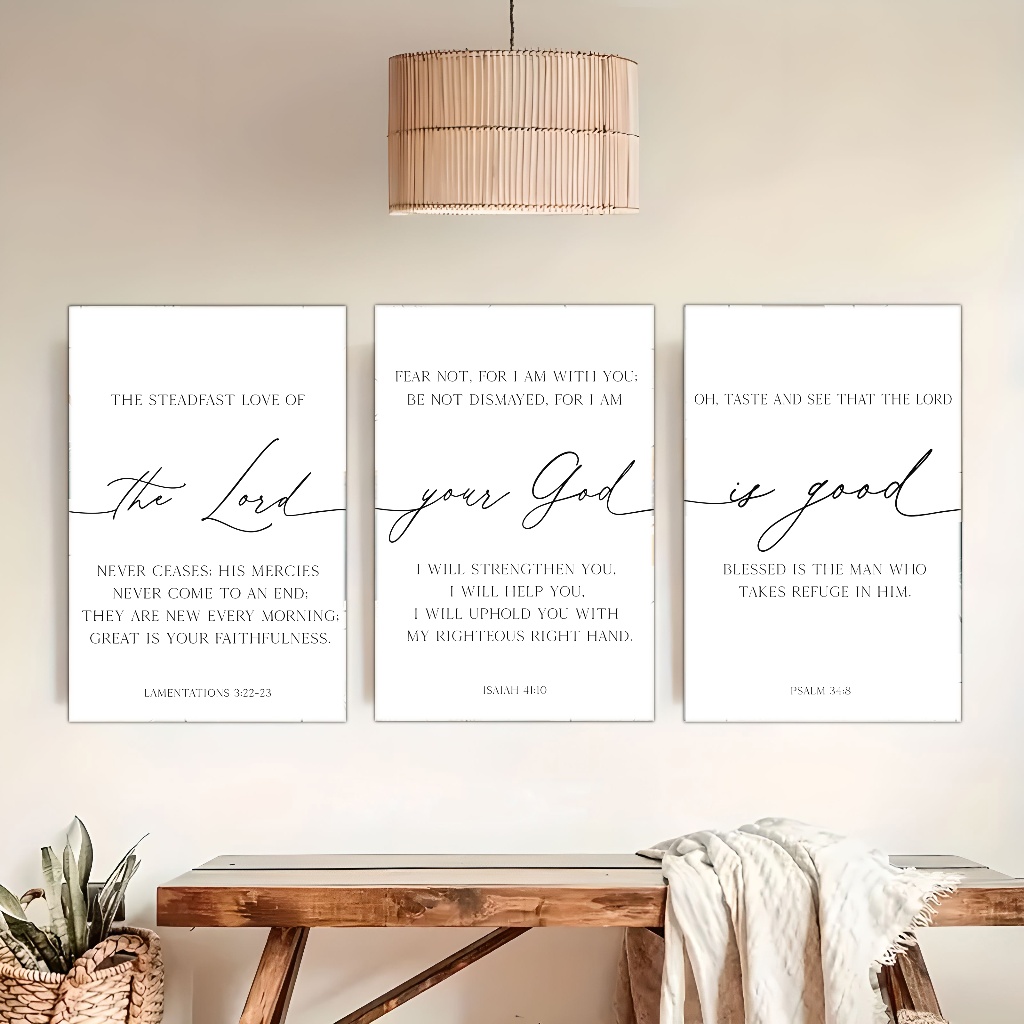 THE STEADFAST LOVE OF
the Lord
NEVER CEASES; HIS MERCIES
NEVER COME TO AN END;
THEY ARE NEW EVERY MORNING;
GREAT IS YOUR FAITHFULNESS.
LAMENTATIONS 3:22-23
FEAR NOT, FOR I AM WITH YOU;
BE NOT DISMAYED, FOR I AM
your God
I WILL STRENGTHEN YOU,
I WILL HELP YOU,
I WILL UPHOLD YOU WITH
MY RIGHTEOUS RIGHT HAND.
ISAIAH 41:10
OH, TASTE AND SEE THAT THE LORD
is good
BLESSED IS THE MAN WHO
TAKES REFUGE IN HIM.
PSALM 34:8